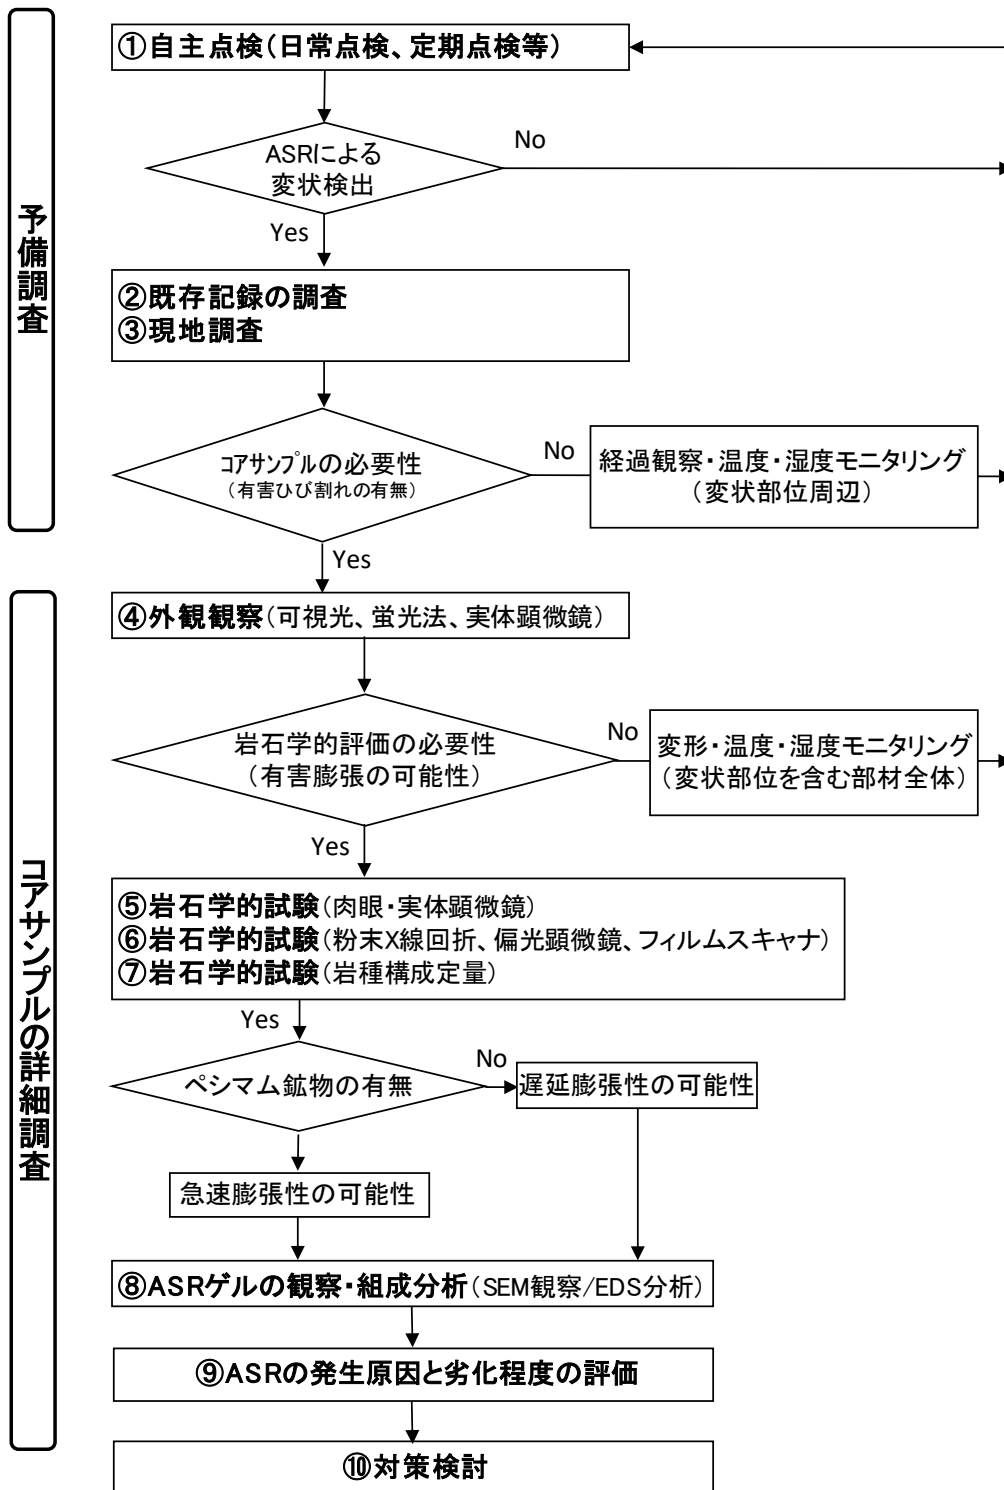 予備調査
①自主点検(日常点検、定期点検等)
ASRによる
変状検出
No
Yes
②既存記録の調査
③現地調査
コアサンプルの必要性
(有害ひび割れの有無)
No
経過観察・温度・湿度モニタリング
(変状部位周辺)
Yes
コアサンプルの詳細調査
④外観観察(可視光、蛍光法、実体顕微鏡)
岩石学的評価の必要性
(有害膨張の可能性)
No
変形・温度・湿度モニタリング
(変状部位を含む部材全体)
Yes
⑤岩石学的試験(肉眼・実体顕微鏡)
⑥岩石学的試験(粉末X線回折、偏光顕微鏡、フィルムスキャナ)
⑦岩石学的試験(岩種構成定量)
Yes
ペシマム鉱物の有無
No
遅延膨張性の可能性
急速膨張性の可能性
⑧ASRゲルの観察・組成分析(SEM観察/EDS分析)
⑨ASRの発生原因と劣化程度の評価
⑩対策検討